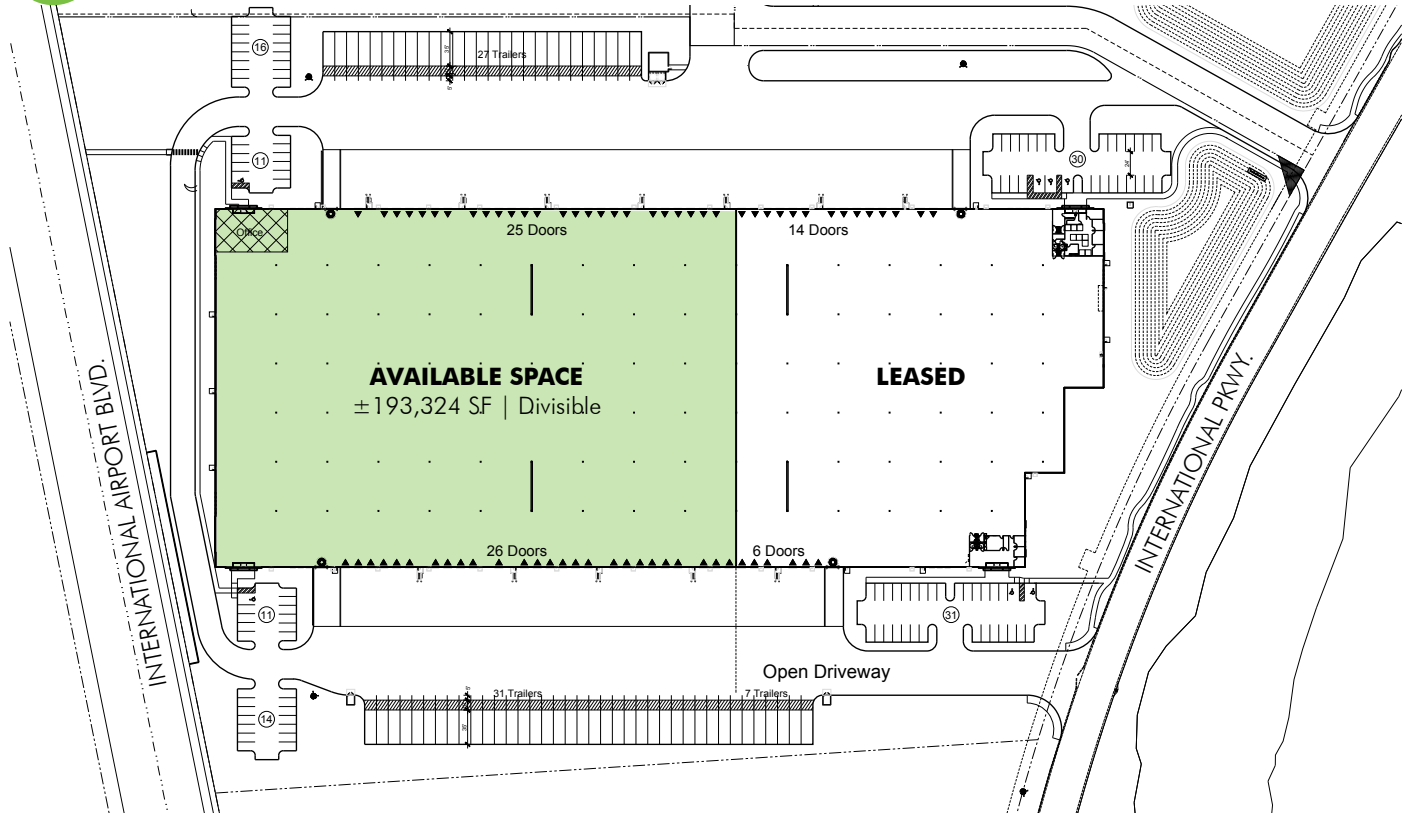 16
27 Trailers
11
30
24'
Office
25 Doors
14 Doors
AVAILABLE SPACE
±193,324 SF | Divisible
LEASED
INTERNATIONAL AIRPORT BLVD.
INTERNATIONAL PKWY.
26 Doors
6 Doors
11
31
Open Driveway
31 Trailers
7 Trailers
14